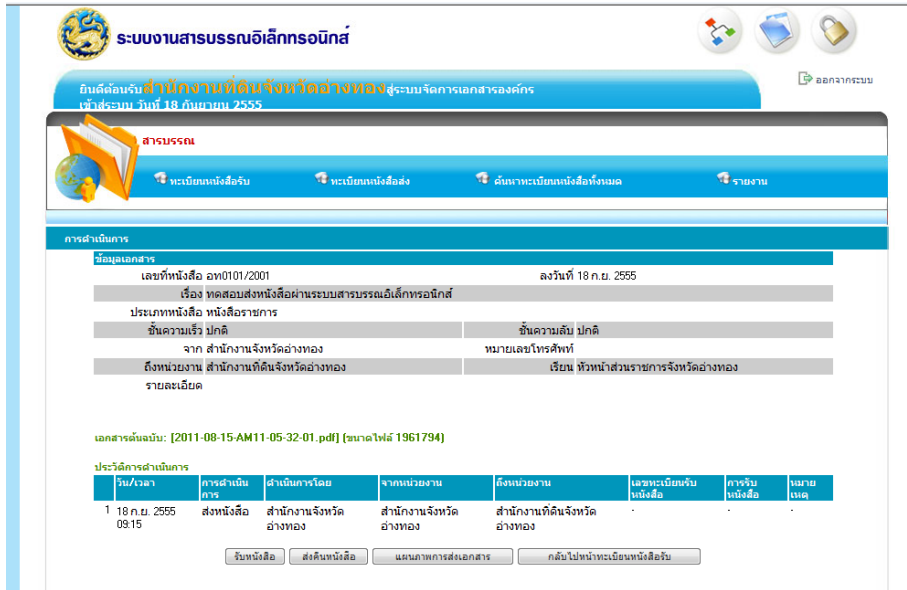 ระบบงานสารบรรณอิเล็กทรอนิกส์
ยินดีต้อนรับสำนักงานที่ดินจังหวัดอ่างทองสู่ระบบจัดการเอกสารองค์กร
เข้าสู่ระบบ วันที่ 18 กันยายน 2555
ออกจากระบบ
สารบรรณ
ทะเบียนหนังสือรับ ทะเบียนหนังสือส่ง ค้นหาทะเบียนหนังสือทั้งหมด รายงาน
การดำเนินการ
ข้อมูลเอกสาร
เลขที่หนังสือ อท0101/2001 ลงวันที่ 18 ก.ย. 2555
เรื่อง ทดสอบส่งหนังสือผ่านระบบสารบรรณอิเล็กทรอนิกส์
ประเภทหนังสือ หนังสือราชการ
ชั้นความเร็ว ปกติ ชั้นความลับ ปกติ
จาก สำนักงานจังหวัดอ่างทอง หมายเลขโทรศัพท์
ถึงหน่วยงาน สำนักงานที่ดินจังหวัดอ่างทอง เรียน หัวหน้าส่วนราชการจังหวัดอ่างทอง
รายละเอียด
เอกสารต้นฉบับ: [2011-08-15-AM11-05-32-01.pdf] (ขนาดไฟล์ 1961794)
ประวัติการดำเนินการ
วัน/เวลา การดำเนินการ ดำเนินการโดย จากหน่วยงาน ถึงหน่วยงาน เลขทะเบียนรับหนังสือ การรับหนังสือ หมายเหตุ
1 18 ก.ย. 2555 ส่งหนังสือ สำนักงานจังหวัด สำนักงานจังหวัด สำนักงานที่ดินจังหวัด - - -
09:15 อ่างทอง อ่างทอง อ่างทอง
รับหนังสือ ส่งคืนหนังสือ แผนภาพการส่งเอกสาร กลับไปหน้าทะเบียนหนังสือรับ